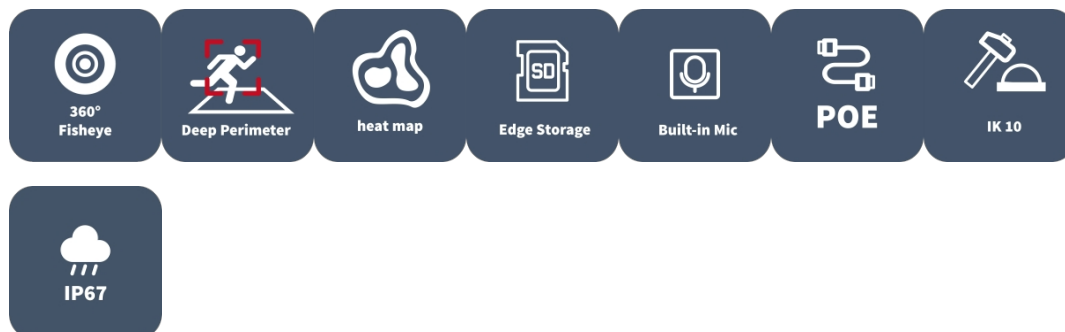 360°
Fisheye
Deep Perimeter
heat map
SD
Edge Storage
Built-in Mic
POE
IK 10
IP67